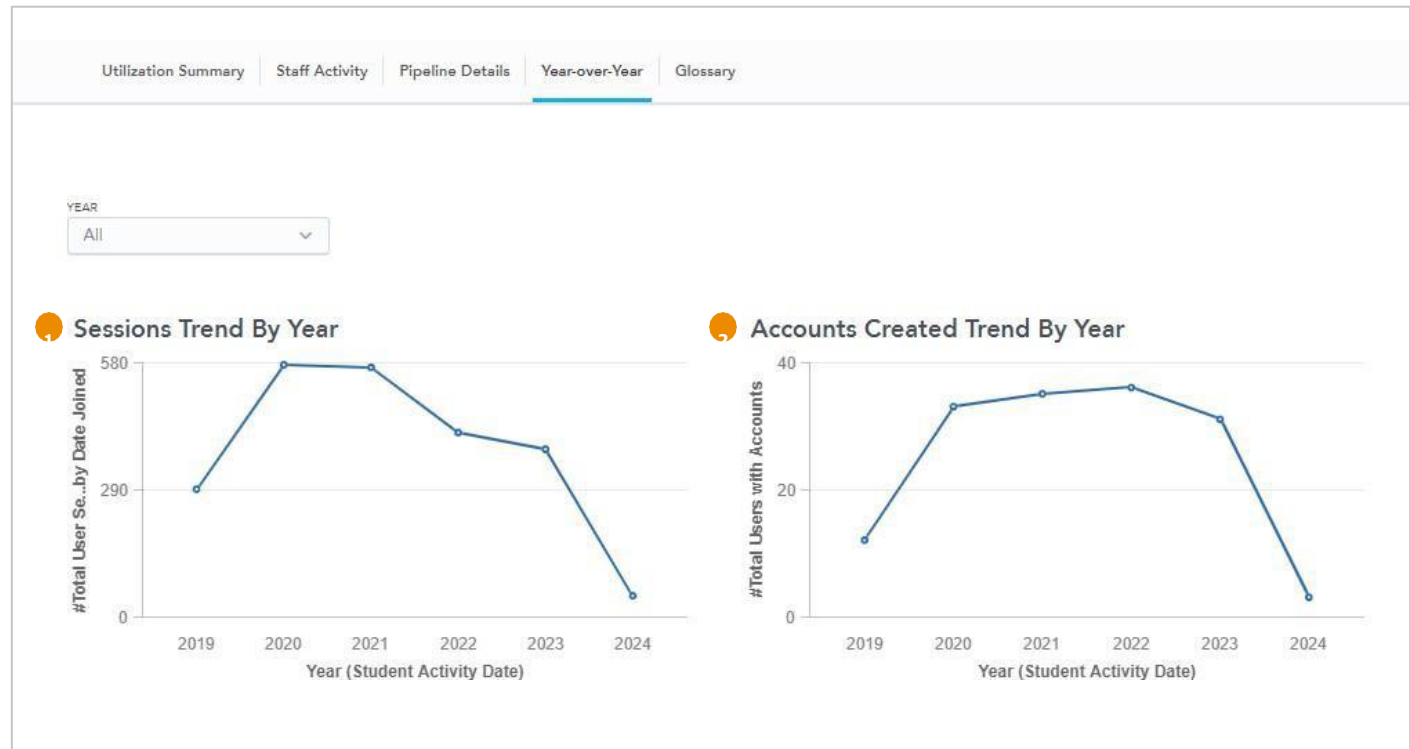 Utilization Summary Staff Activity Pipeline Details Year-over-Year Glossary
YEAR
All
1 Sessions Trend By Year
580
290
0
#Total User Se...by Date Joined
2019 2020 2021 2022 2023 2024
Year (Student Activity Date)
2 Accounts Created Trend By Year
40
20
0
#Total Users with Accounts
2019 2020 2021 2022 2023 2024
Year (Student Activity Date)